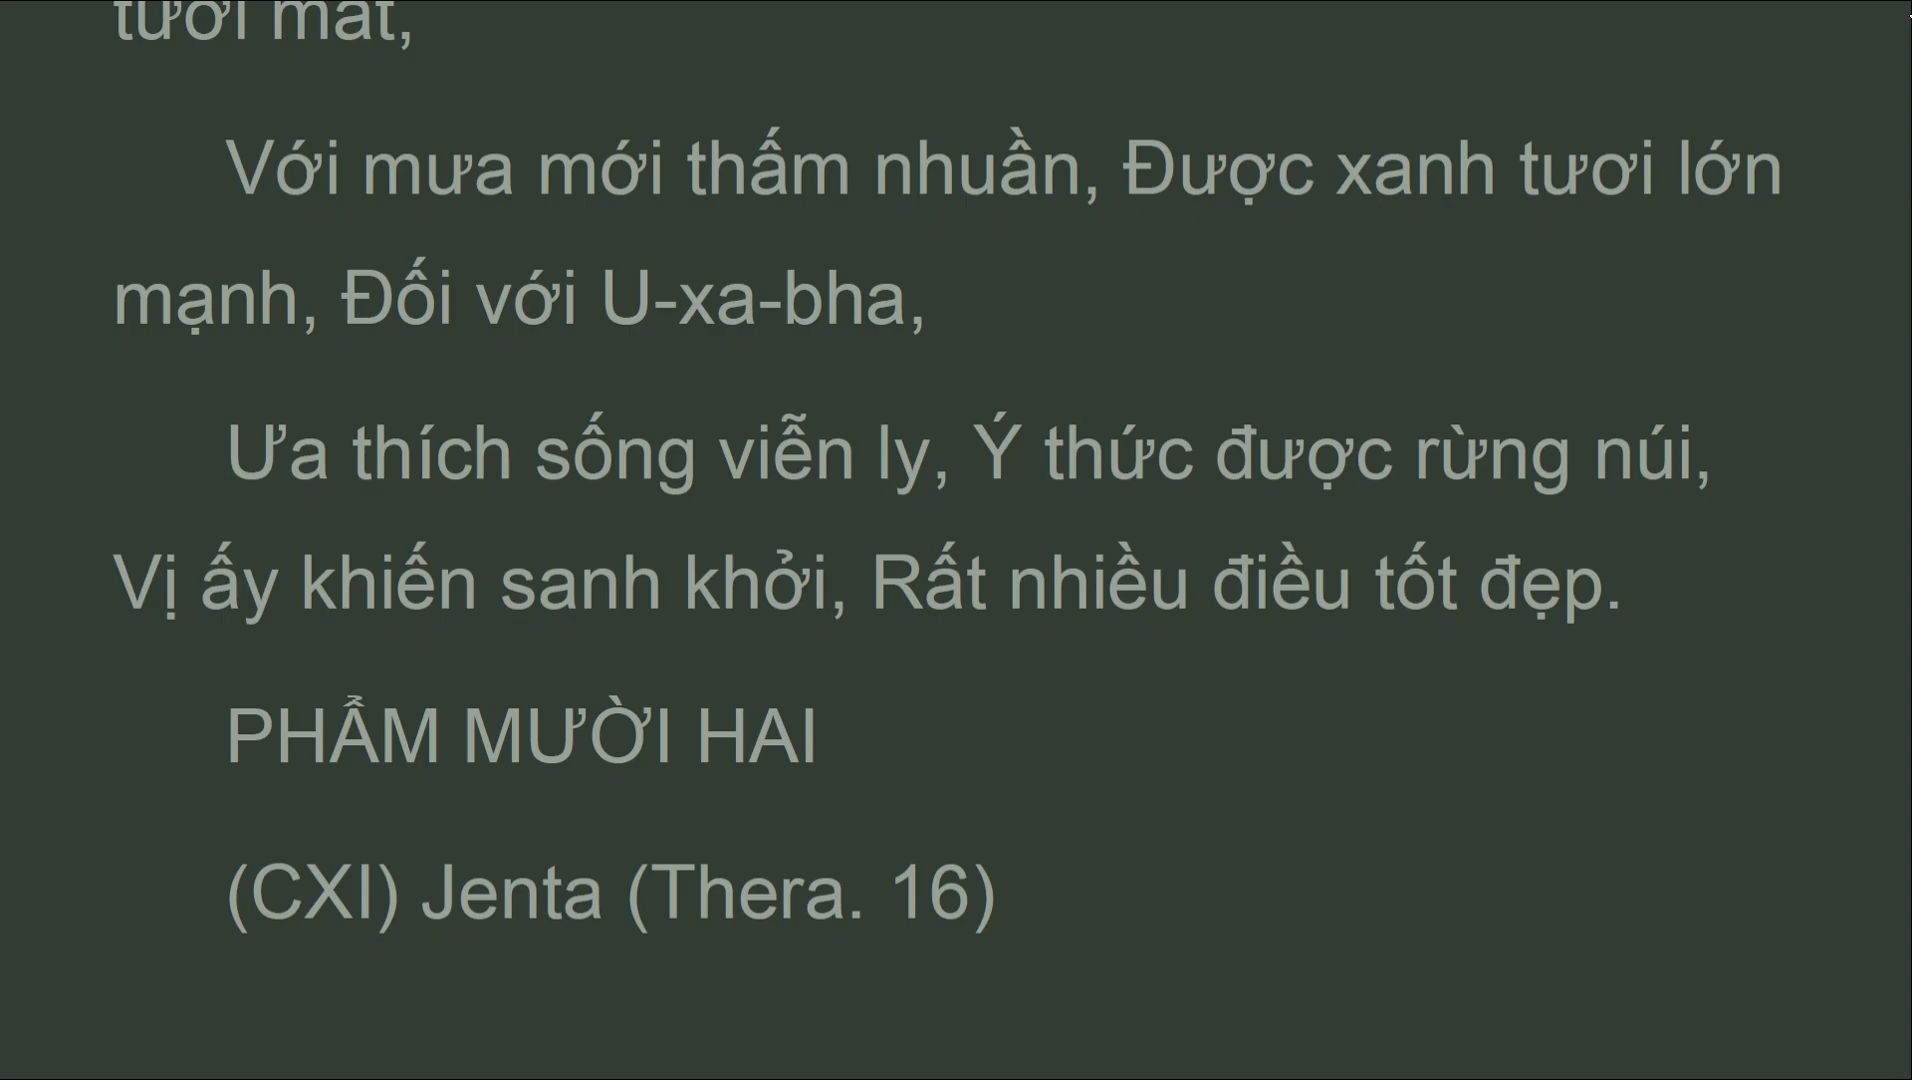 tươi mát,
Với mưa mới thấm nhuần, Được xanh tươi lớn
mạnh, Đối với U-xa-bha,
Ưa thích sống viễn ly, Ý thức được rừng núi,
Vị ấy khiến sanh khởi, Rất nhiều điều tốt đẹp.
PHẨM MƯỜI HAI
(CXI) Jenta (Thera. 16)